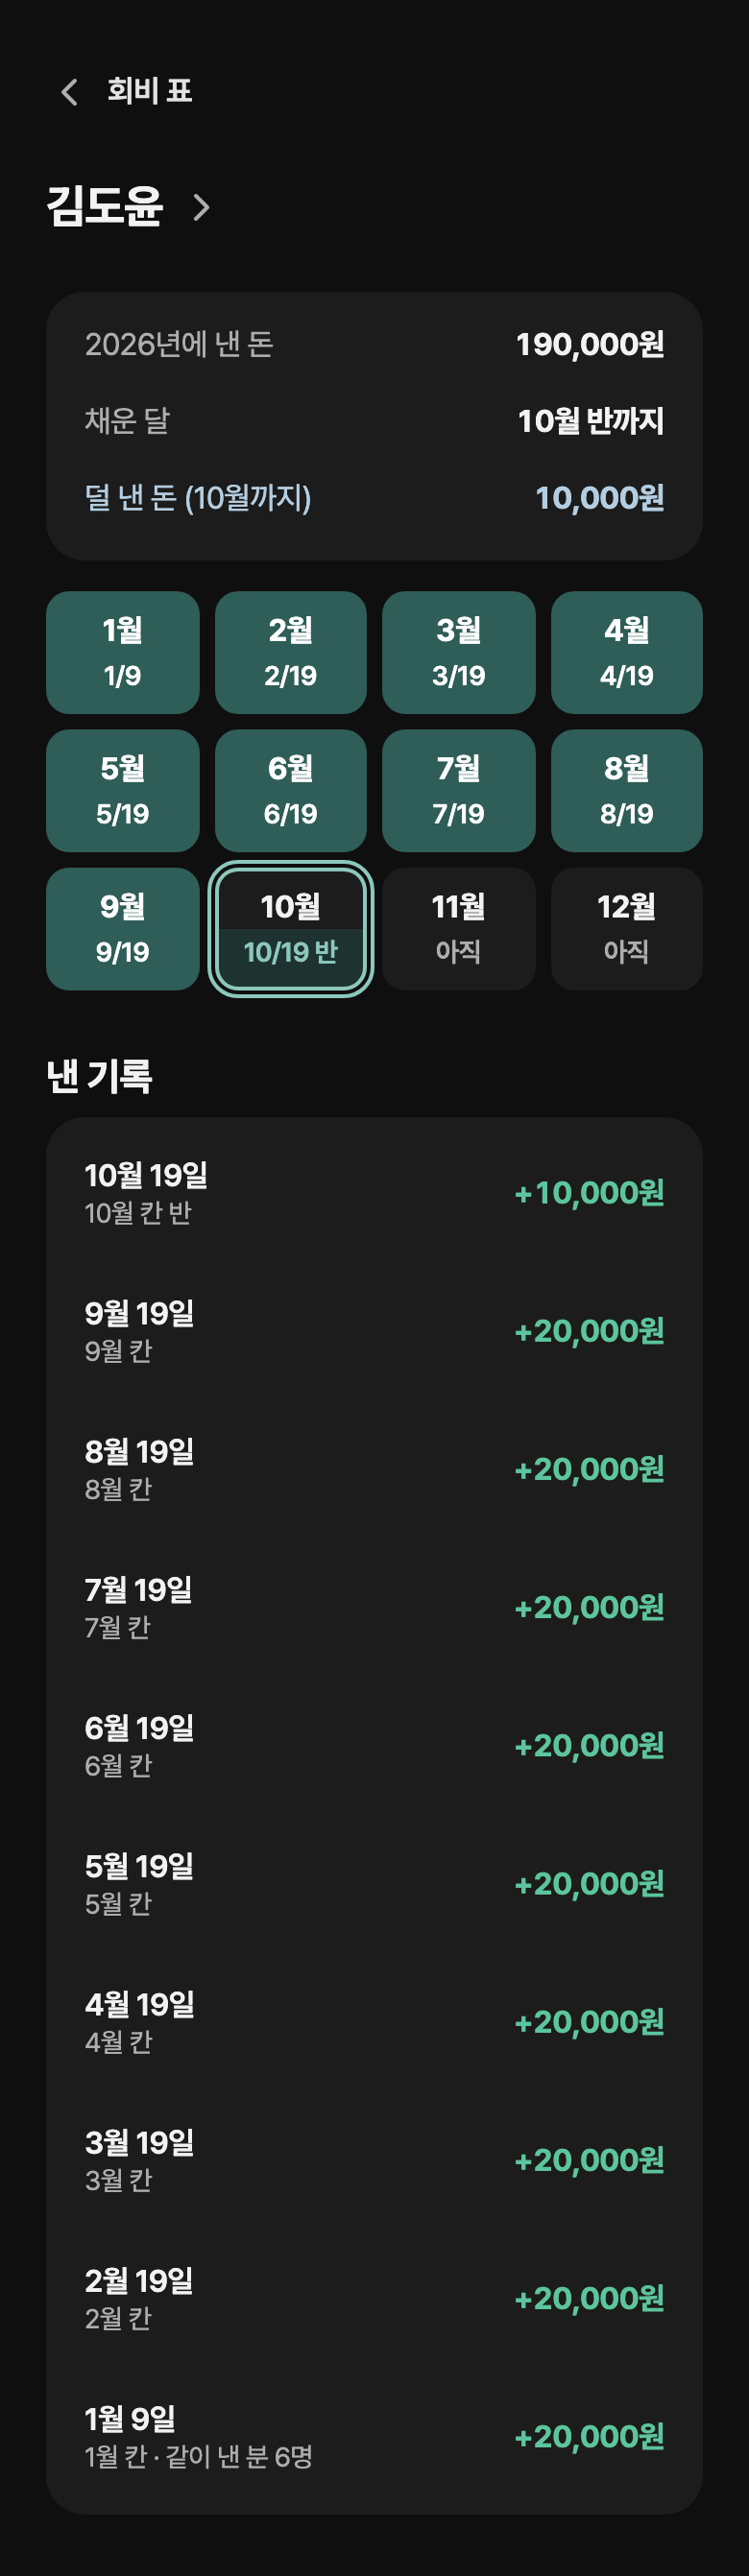 회비 표
김도윤
2026년에 낸 돈 190,000원
채운 달 10월 반까지
덜 낸 돈 (10월까지) 10,000원
1월 2월 3월 4월
1/9 2/19 3/19 4/19
5월 6월 7월 8월
5/19 6/19 7/19 8/19
9월 10월 11월 12월
9/19 10/19 반 아직 아직
낸 기록
10월 19일
10월 칸 반
+10,000원
9월 19일
9월 칸
+20,000원
8월 19일
8월 칸
+20,000원
7월 19일
7월 칸
+20,000원
6월 19일
6월 칸
+20,000원
5월 19일
5월 칸
+20,000원
4월 19일
4월 칸
+20,000원
3월 19일
3월 칸
+20,000원
2월 19일
2월 칸
+20,000원
1월 9일
1월 칸 · 같이 낸 분 6명
+20,000원